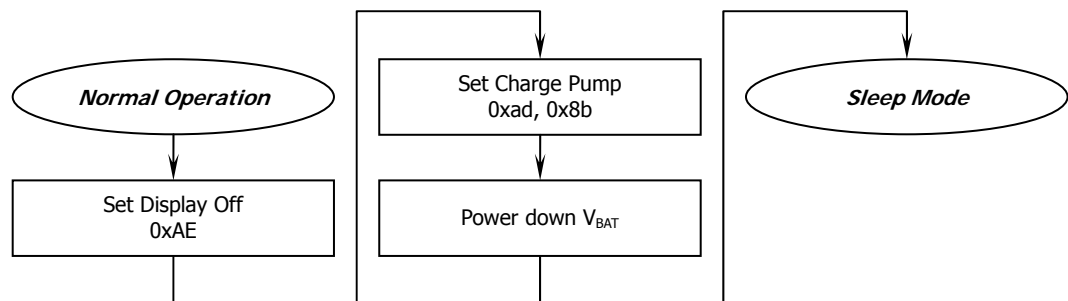 Normal Operation
Set Display Off
0xAE
Set Charge Pump
0xad, 0x8b
Power down VBAT
Sleep Mode